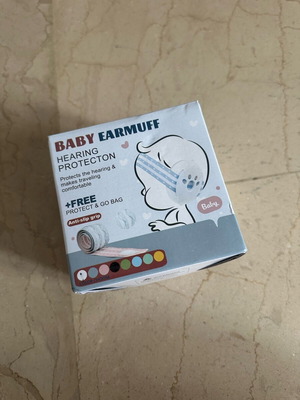 BABY EARMUFF
HEARING
PROTECTON
Protects the hearing &
makes traveling
comfortable
+FREE
PROTECT & GO BAG
Anti-slip grip
Baby